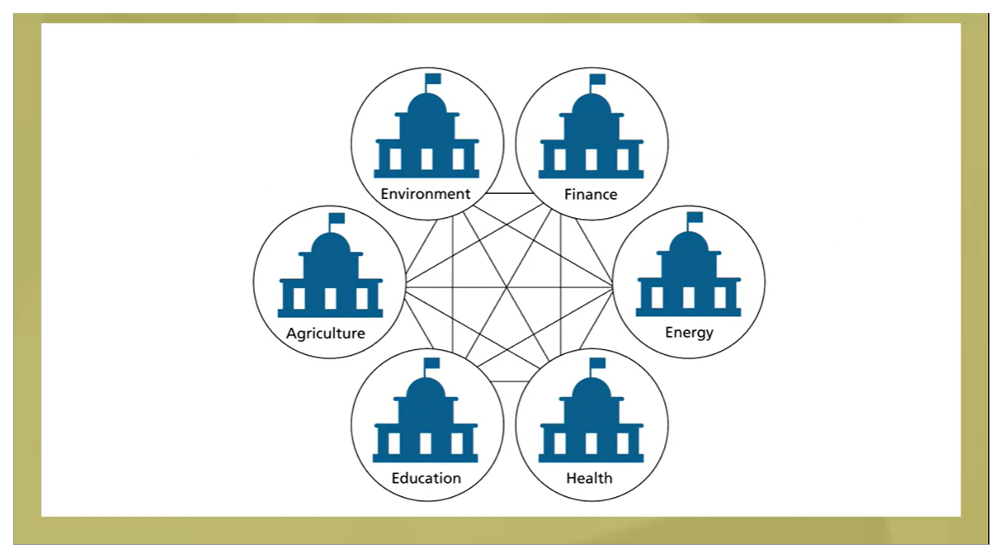 Environment
Finance
Agriculture
Energy
Education
Health